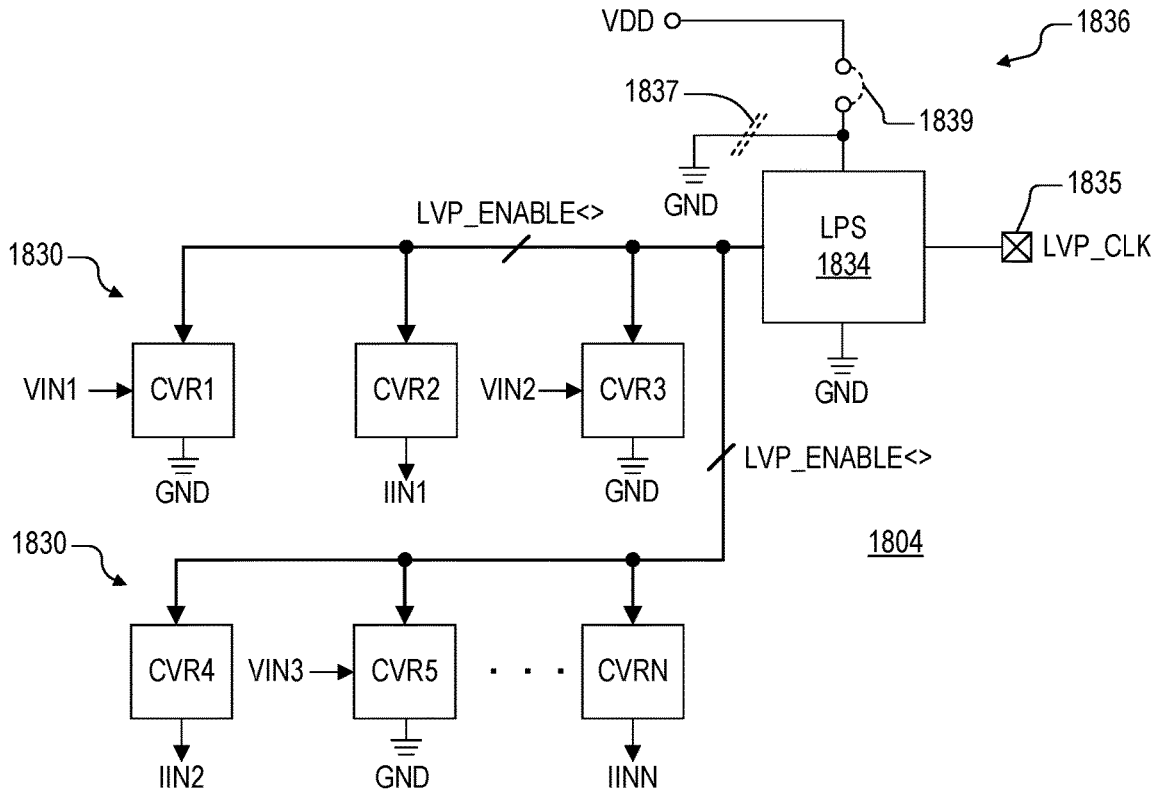 VDD
1836
1837
1839
GND
1835
LVP_ENABLE<>
LPS
1834
LVP_CLK
1830
GND
VIN1
CVR1
CVR2
VIN2
CVR3
GND
IIN1
GND
LVP_ENABLE<>
1830
1804
CVR4
VIN3
CVR5
. . .
CVRN
IIN2
GND
IINN